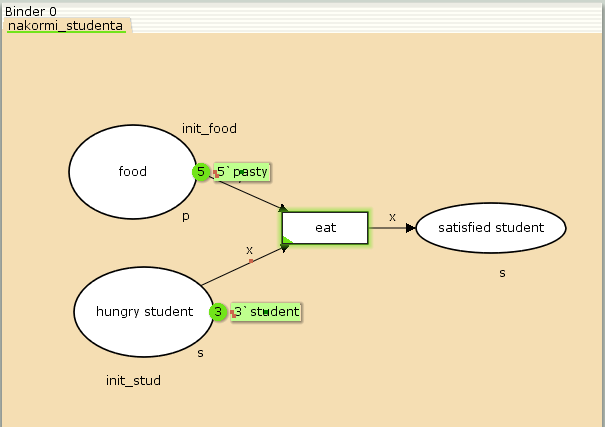 Binder 0
nakormi_studenta
init_food
food
5
5`pasty
p
eat
x
satisfied student
s
x
hungry student
3
3`student
s
init_stud